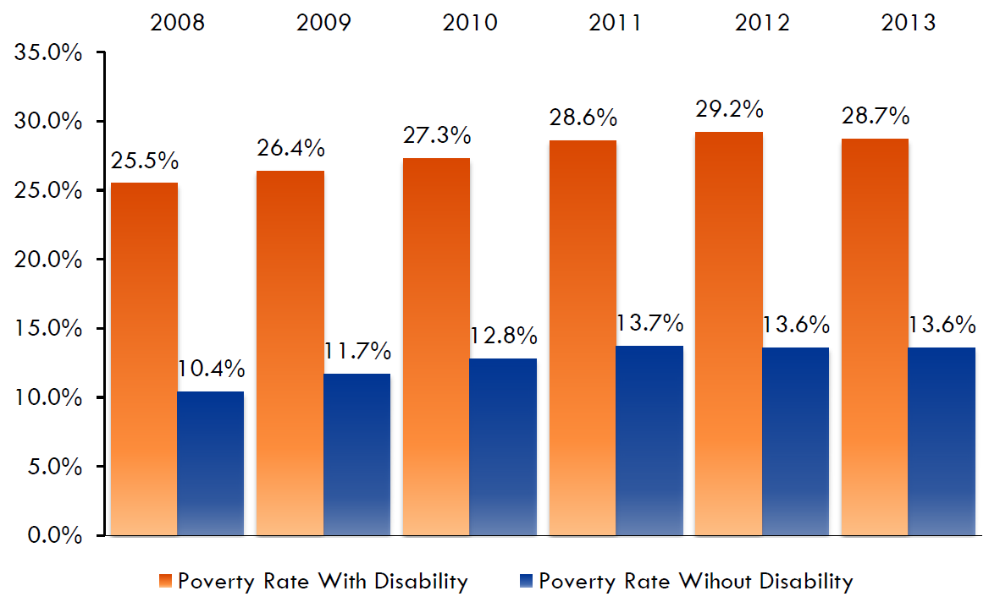 2008 2009 2010 2011 2012 2013
35.0%
30.0%
25.0%
20.0%
15.0%
10.0%
5.0%
0.0%
25.5% 26.4% 27.3% 28.6% 29.2% 28.7%
10.4% 11.7% 12.8% 13.7% 13.6% 13.6%
Poverty Rate With Disability Poverty Rate Wihout Disability